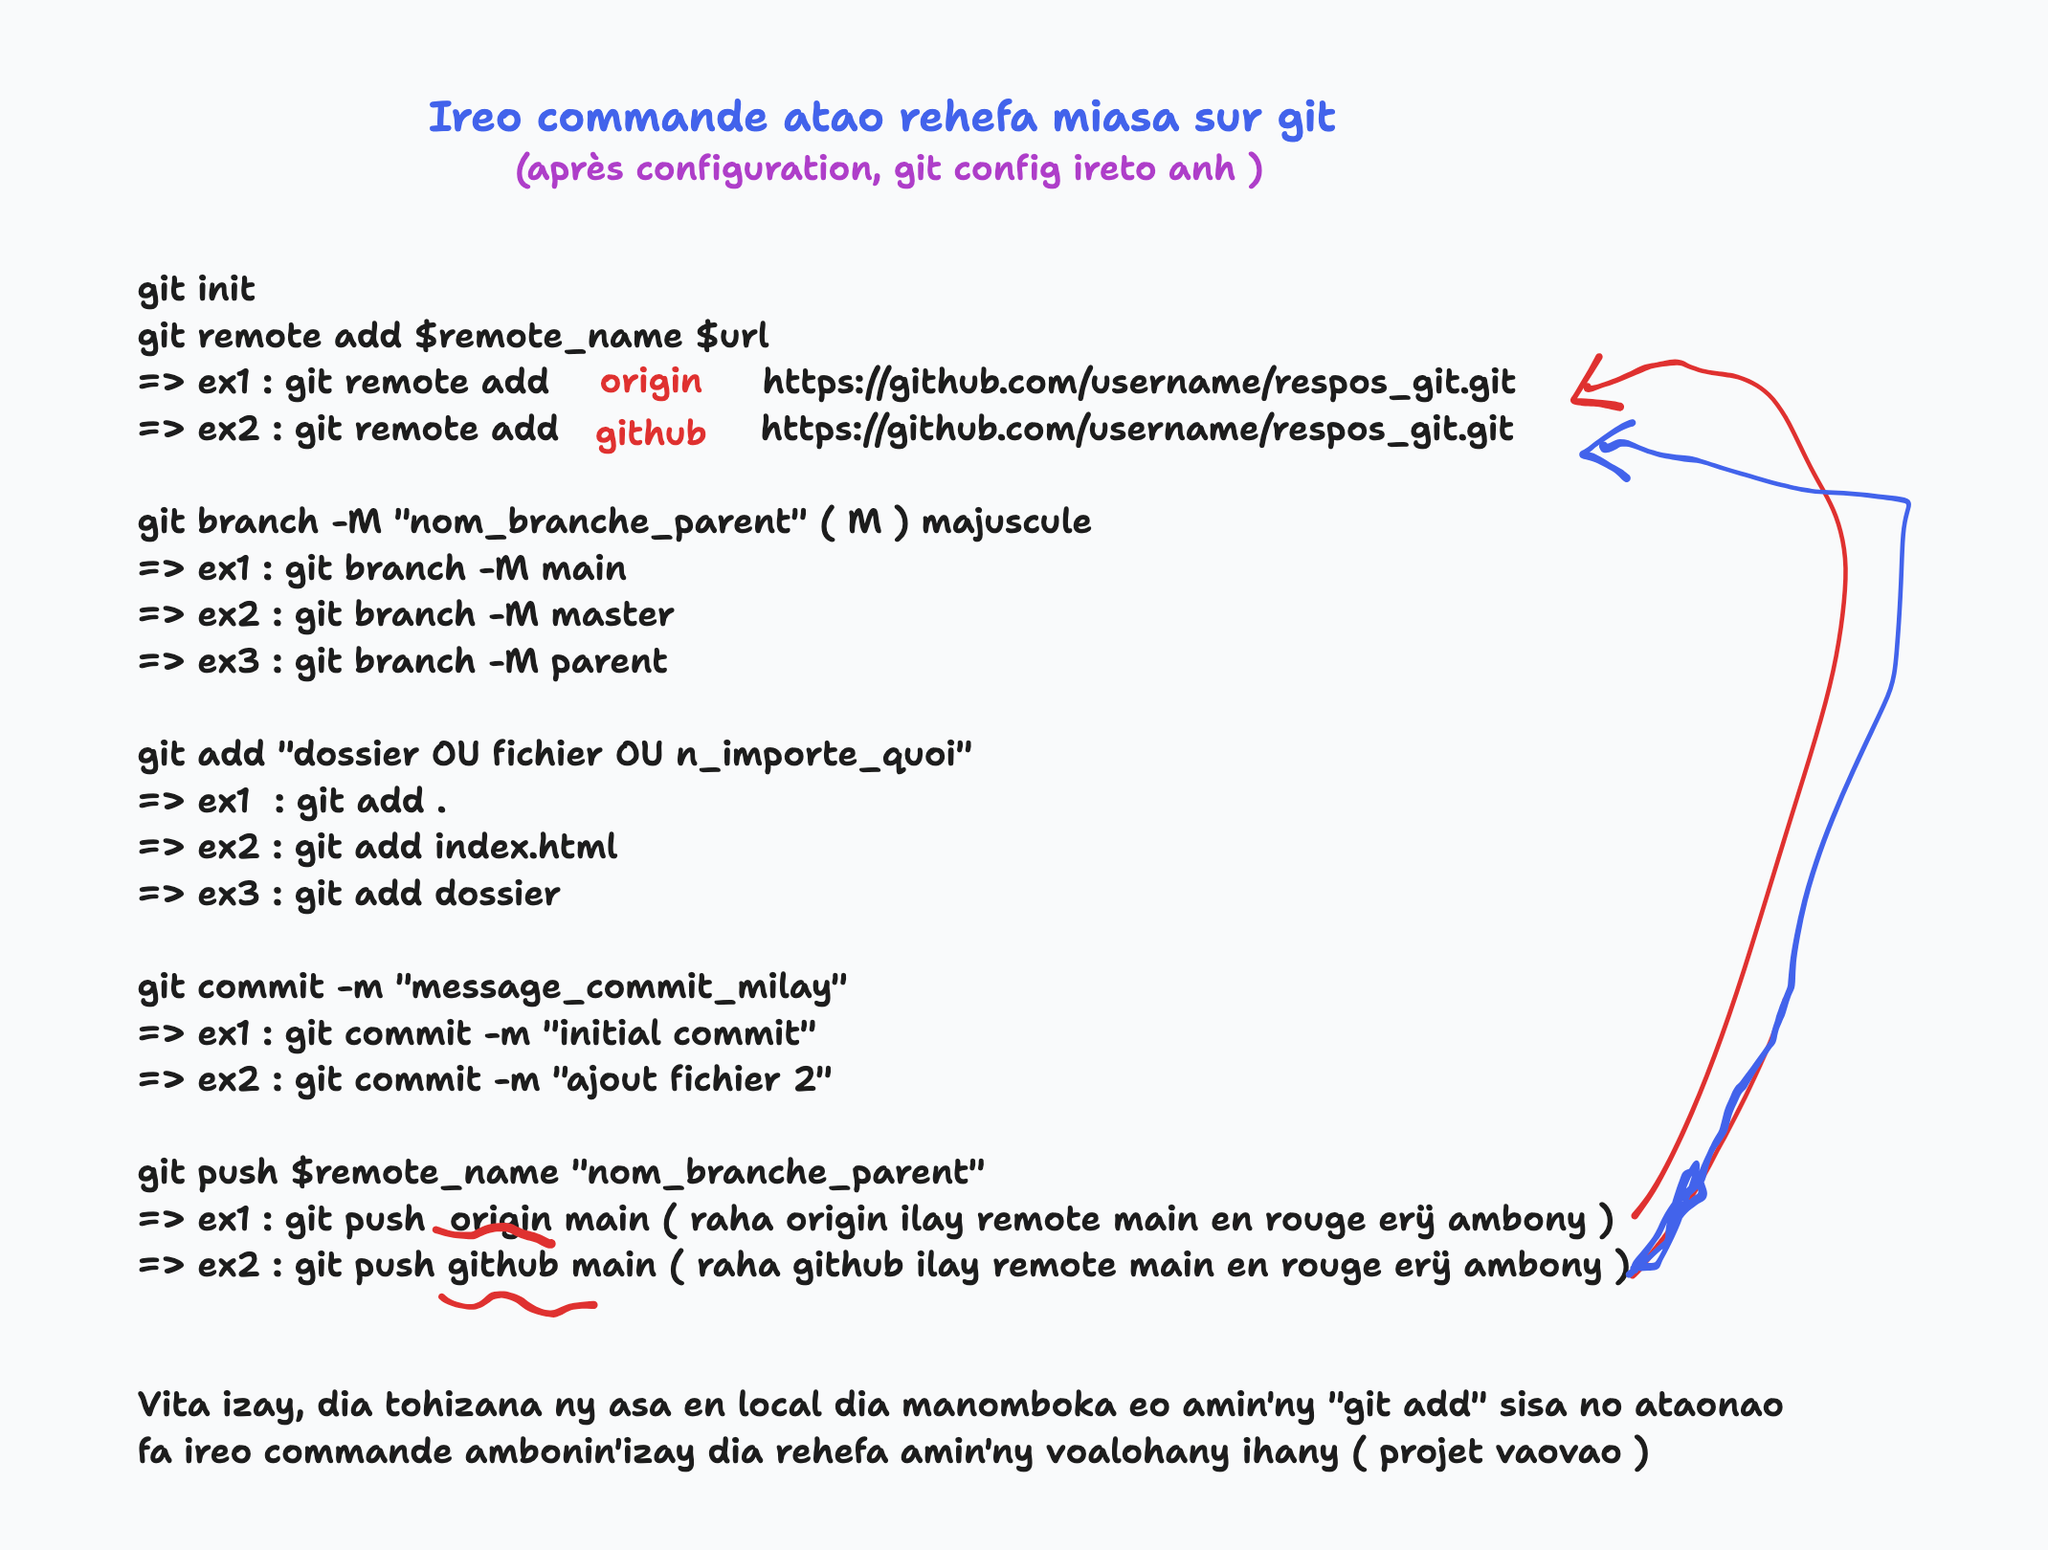 Ireo commande atao rehefa miasa sur git
(après configuration, git config ireto anh )
git init
git remote add $remote_name $url
=> ex1 : git remote add origin https://github.com/username/respos_git.git
=> ex2 : git remote add github https://github.com/username/respos_git.git
git branch -M "nom_branche_parent" ( M ) majuscule
=> ex1 : git branch -M main
=> ex2 : git branch -M master
=> ex3 : git branch -M parent
git add "dossier OU fichier OU n_importe_quoi"
=> ex1 : git add .
=> ex2 : git add index.html
=> ex3 : git add dossier
git commit -m "message_commit_milay"
=> ex1 : git commit -m "initial commit"
=> ex2 : git commit -m "ajout fichier 2"
git push $remote_name "nom_branche_parent"
=> ex1 : git push origin main ( raha origin ilay remote main en rouge erÿ ambony )
=> ex2 : git push github main ( raha github ilay remote main en rouge erÿ ambony )
Vita izay, dia tohizana ny asa en local dia manomboka eo amin'ny "git add" sisa no ataonao
fa ireo commande ambonin'izay dia rehefa amin'ny voalohany ihany ( projet vaovao )